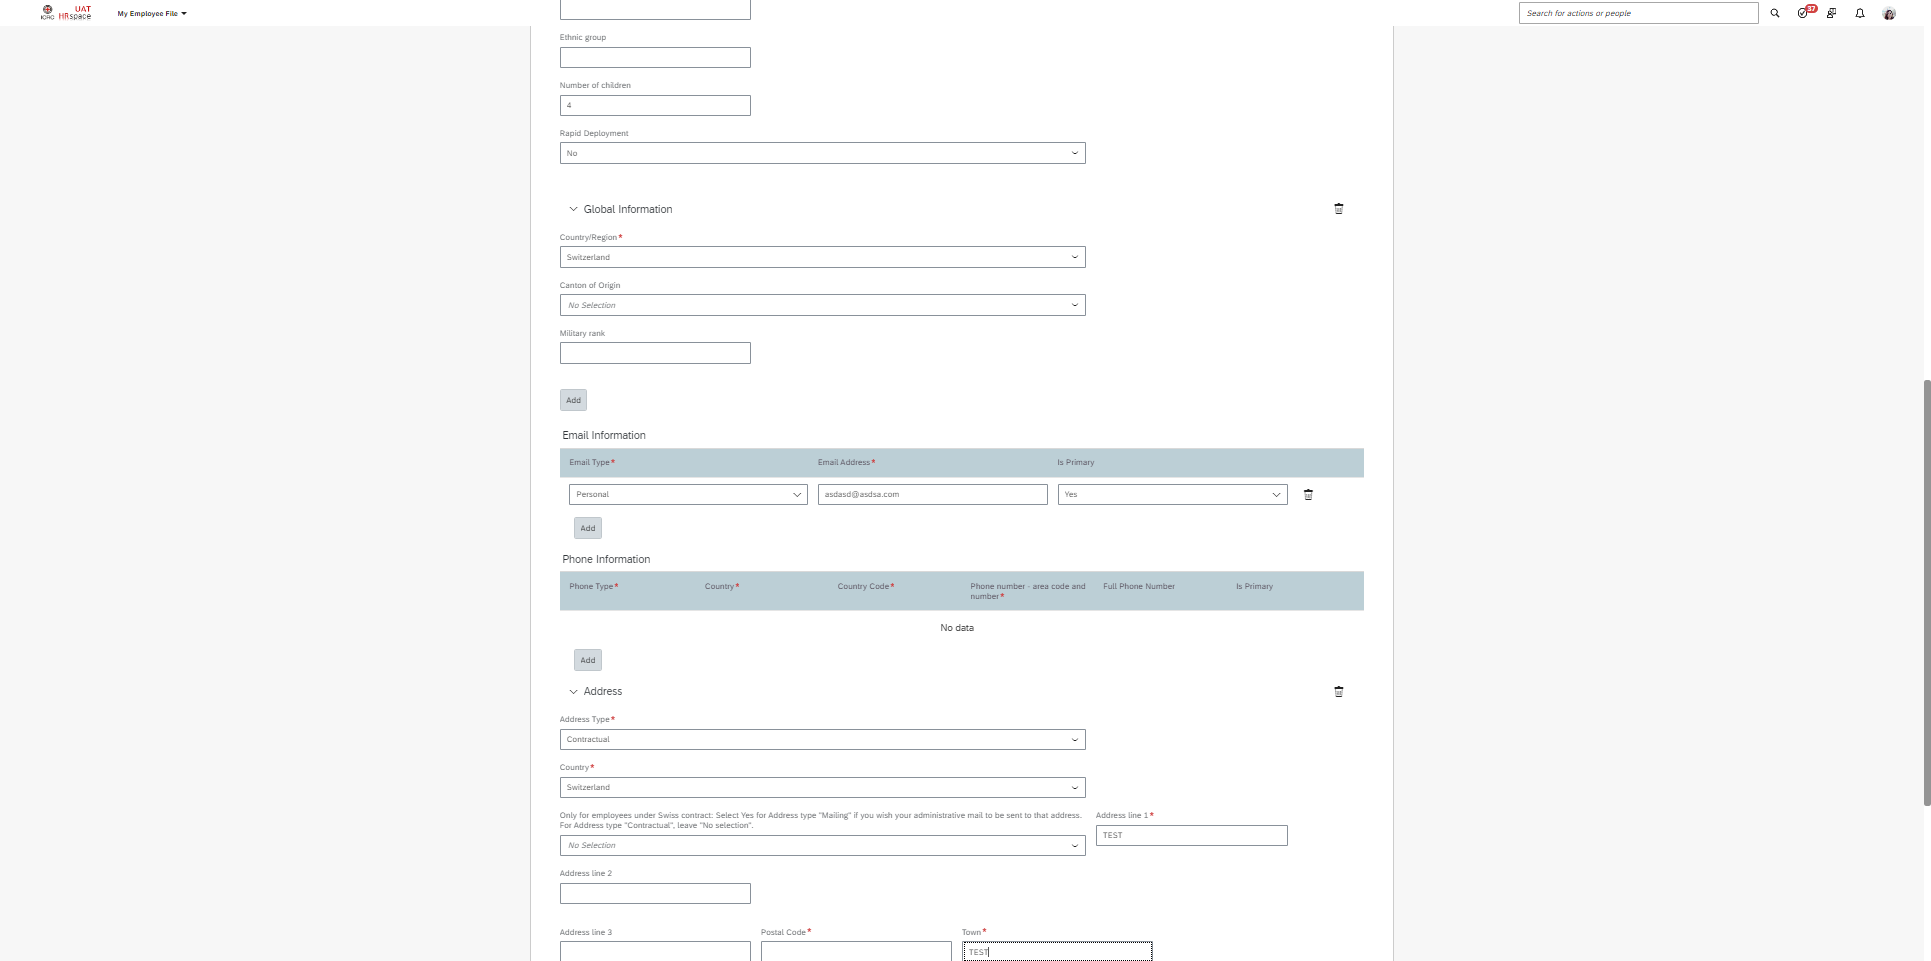 ICRC
UAT
HRspace
My Employee File
Search for actions or people
37
Ethnic group
Number of children
4
Rapid Deployment
No
Global Information
Country/Region*
Switzerland
Canton of Origin
No Selection
Military rank
Add
Email Information
Email Type* Email Address* Is Primary
Personal asdasd@asdsa.com Yes
Add
Phone Information
Phone Type* Country* Country Code* Phone number - area code and Full Phone Number Is Primary
number*
No data
Add
Address
Address Type*
Contractual
Country*
Switzerland
Only for employees under Swiss contract: Select Yes for Address type "Mailing" if you wish your administrative mail to be sent to that address. Address line 1*
For Address type "Contractual", leave "No selection".
TEST
No Selection
Address line 2
Address line 3 Postal Code* Town*
TEST